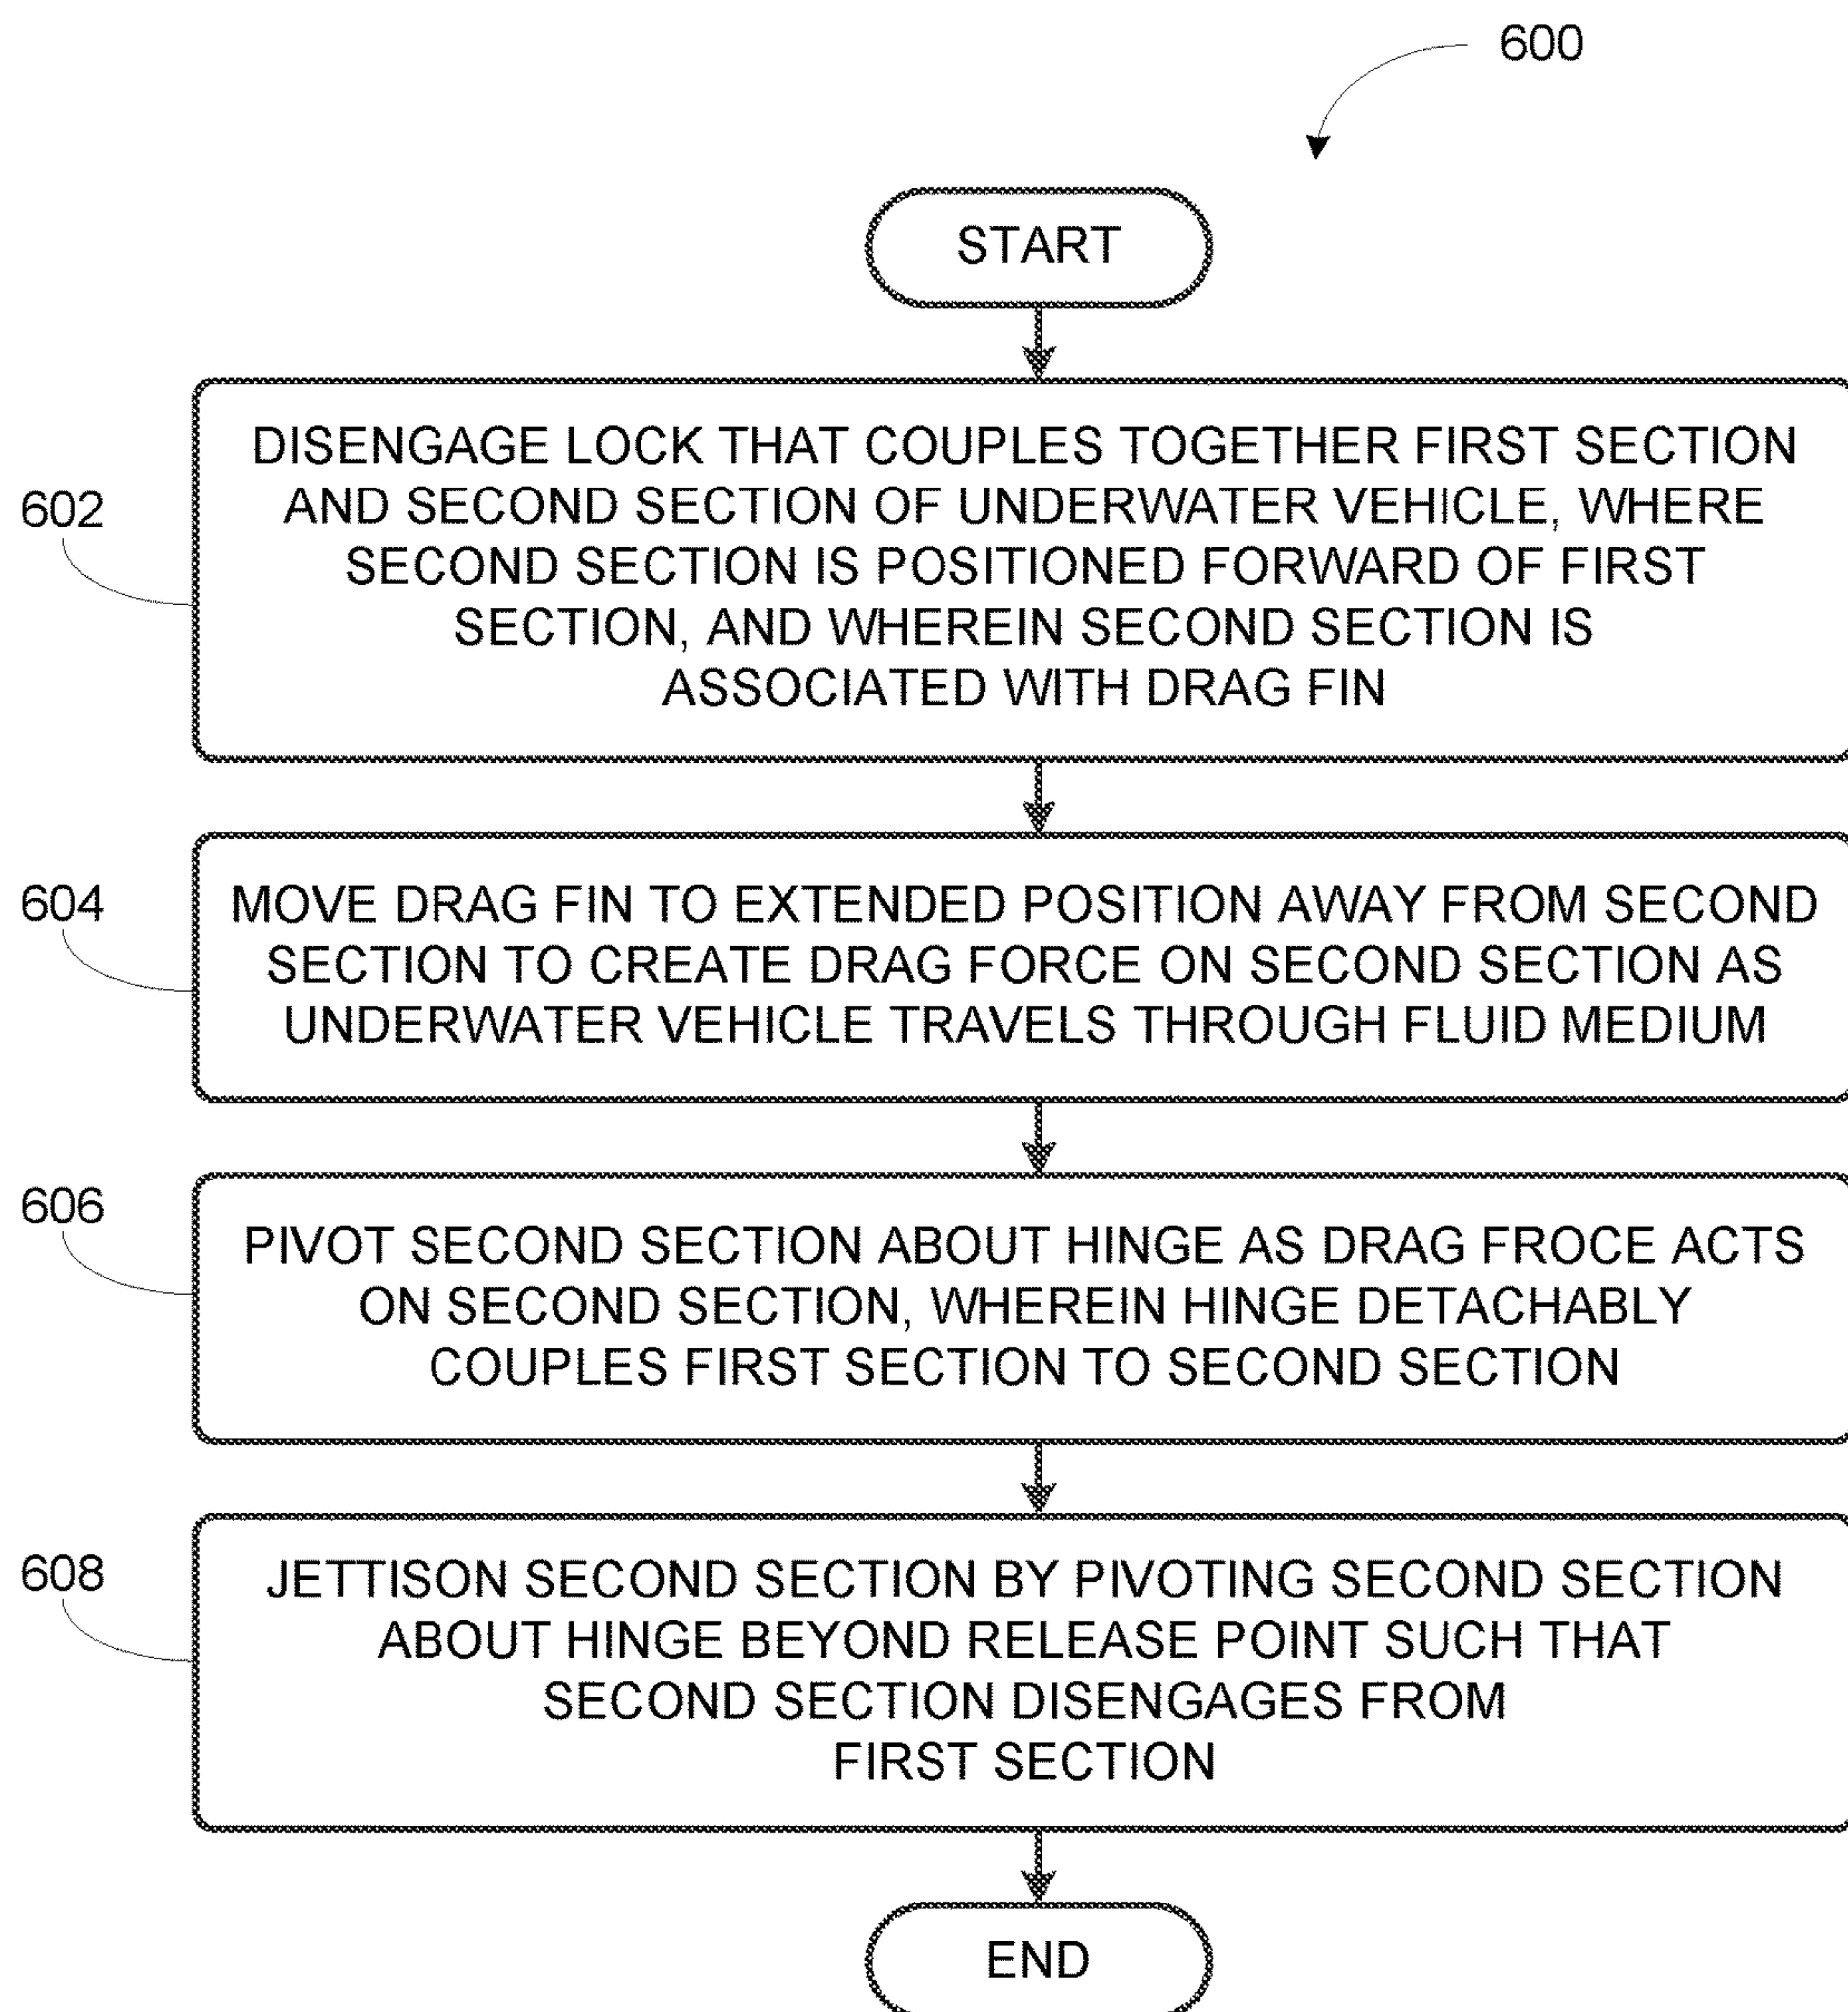 600
START
602
DISENGAGE LOCK THAT COUPLES TOGETHER FIRST SECTION
AND SECOND SECTION OF UNDERWATER VEHICLE, WHERE
SECOND SECTION IS POSITIONED FORWARD OF FIRST
SECTION, AND WHEREIN SECOND SECTION IS
ASSOCIATED WITH DRAG FIN
604
MOVE DRAG FIN TO EXTENDED POSITION AWAY FROM SECOND
SECTION TO CREATE DRAG FORCE ON SECOND SECTION AS
UNDERWATER VEHICLE TRAVELS THROUGH FLUID MEDIUM
606
PIVOT SECOND SECTION ABOUT HINGE AS DRAG FROCE ACTS
ON SECOND SECTION, WHEREIN HINGE DETACHABLY
COUPLES FIRST SECTION TO SECOND SECTION
608
JETTISON SECOND SECTION BY PIVOTING SECOND SECTION
ABOUT HINGE BEYOND RELEASE POINT SUCH THAT
SECOND SECTION DISENGAGES FROM
FIRST SECTION
END